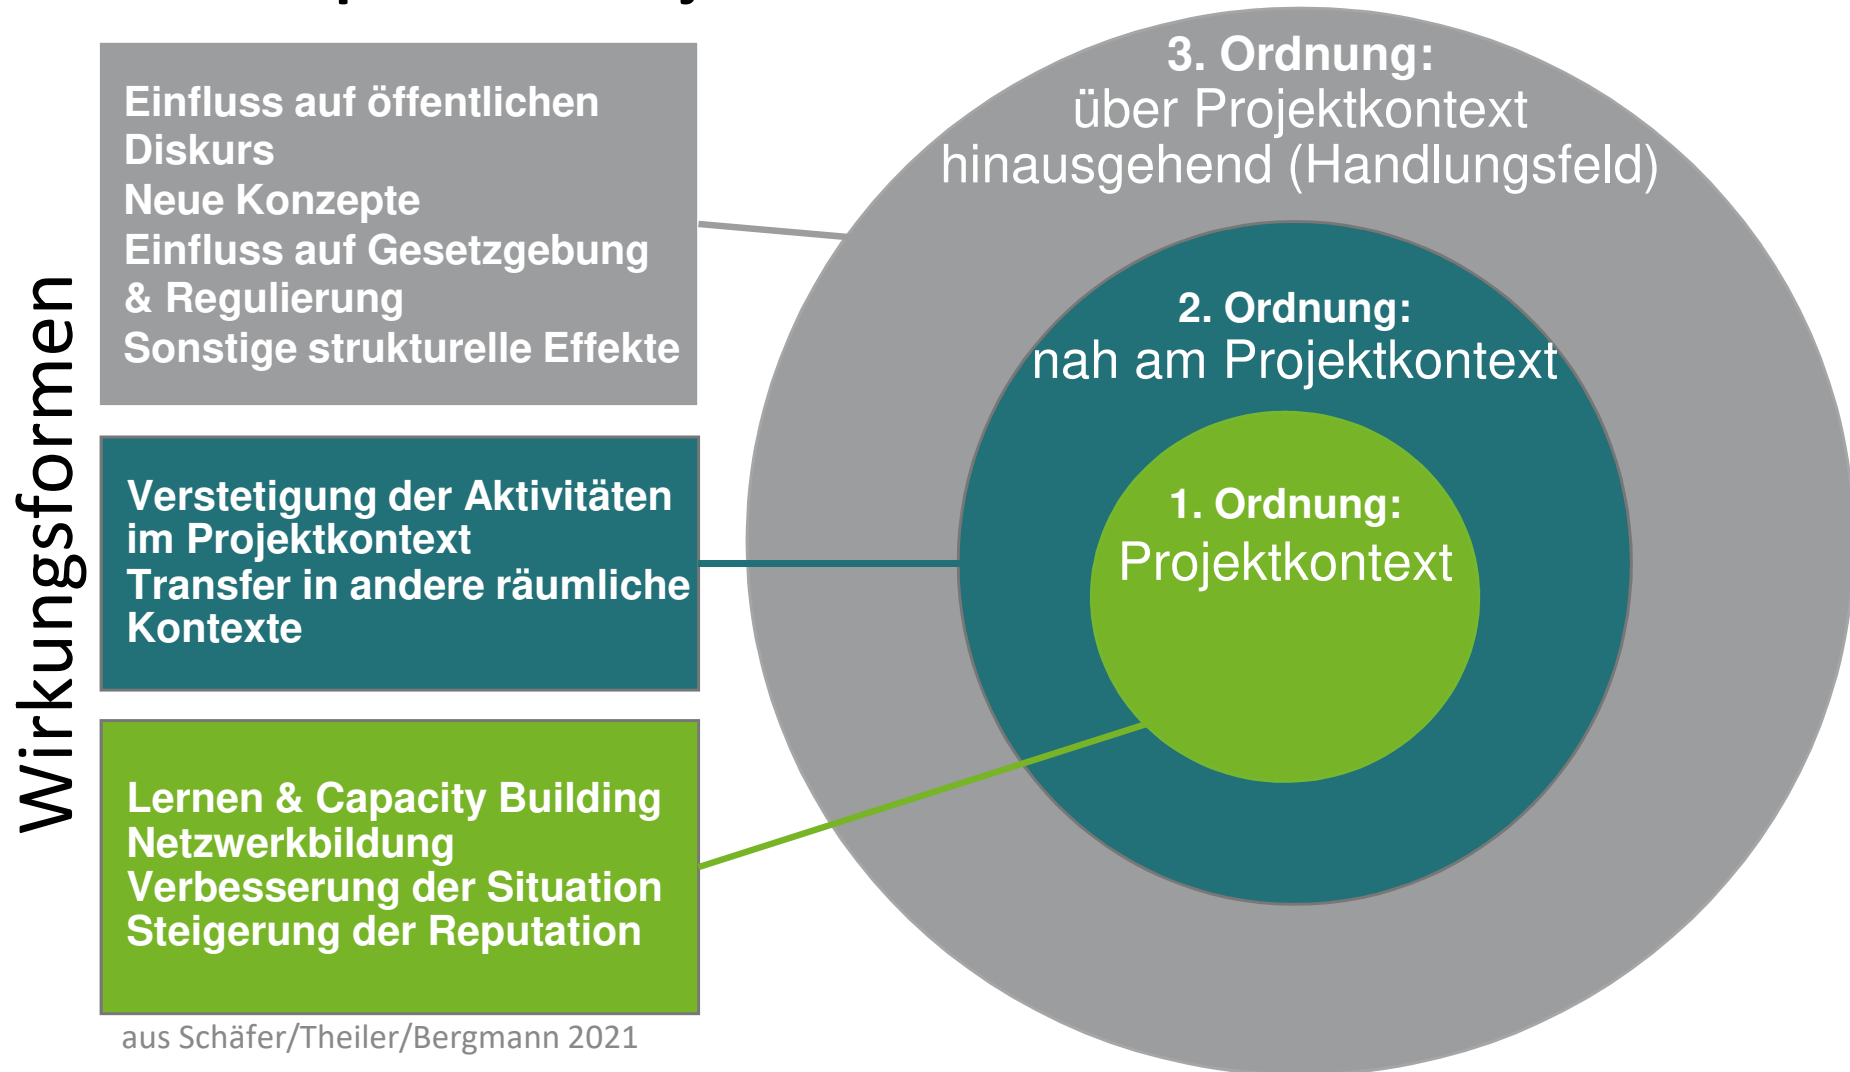 Einfluss auf öffentlichen
Diskurs
Neue Konzepte
Einfluss auf Gesetzgebung
& Regulierung
Sonstige strukturelle Effekte
Verstetigung der Aktivitäten
im Projektkontext
Transfer in andere räumliche
Kontexte
Lernen & Capacity Building
Netzwerkbildung
Verbesserung der Situation
Steigerung der Reputation
Wirkungsformen
3. Ordnung:
über Projektkontext
hinausgehend (Handlungsfeld)
2. Ordnung:
nah am Projektkontext
1. Ordnung:
Projektkontext
aus Schäfer/Theiler/Bergmann 2021